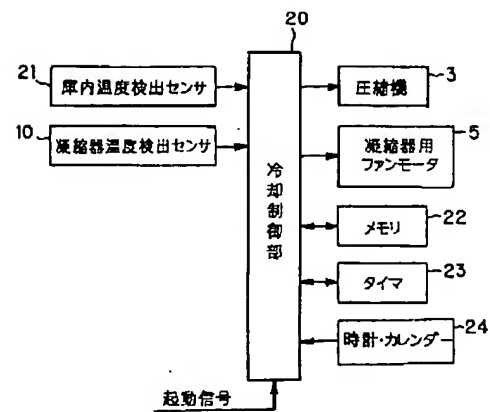 20
21
庫内温度検出センサ
10
凝縮器温度検出センサ
冷却制御部
圧縮機
3
凝縮器用
ファンモータ
5
メモリ
22
タイマ
23
時計・カレンダー
24
起動信号